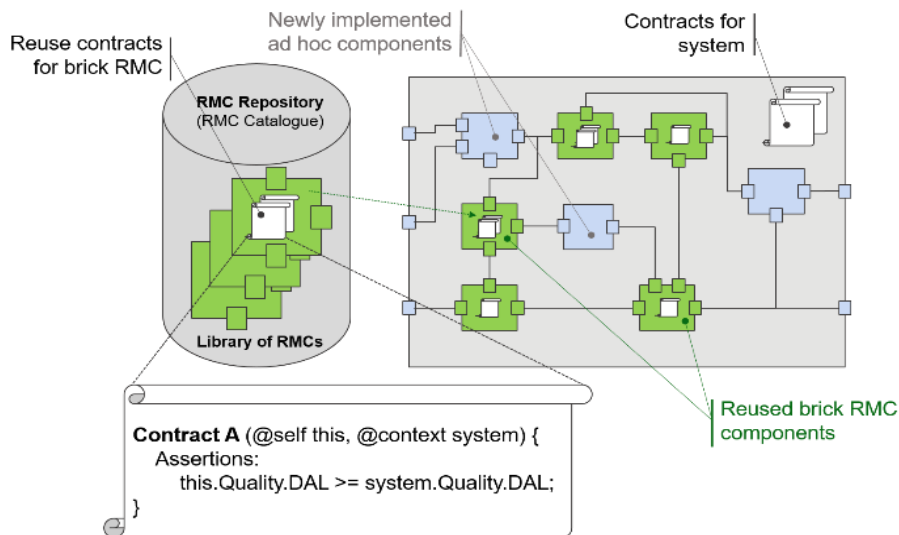 Newly implemented
ad hoc components
Contracts for
system
Reuse contracts
for brick RMC
RMC Repository
(RMC Catalogue)
Library of RMCs
Reused brick RMC
components
Contract A (@self this, @context system) {
Assertions:
this.Quality.DAL >= system.Quality.DAL;
}